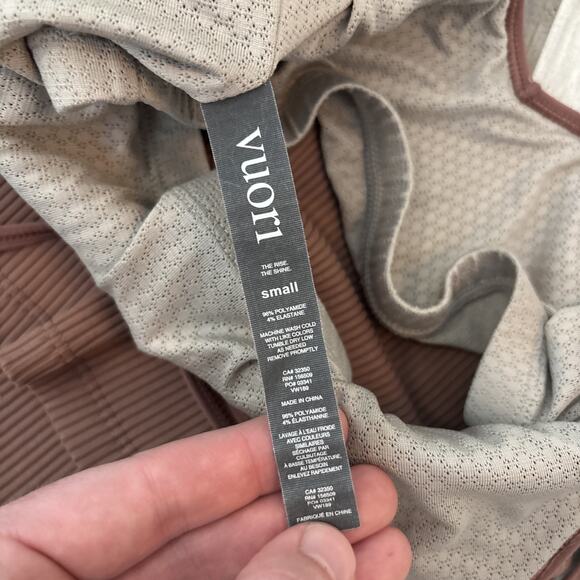 vuori
THE RISE.
THE SHINE.
small
96% POLYAMIDE
4% ELASTANE
MACHINE WASH COLD
WITH LIKE COLORS
TUMBLE DRY LOW
AS NEEDED
REMOVE PROMPTLY
CA# 32350
RN# 156509
PO# 03341
VW189
MADE IN CHINA
96% POLYAMIDE
4% ÉLASTHANNE
LAVAGE À L'EAU FROIDE
AVEC COULEURS
SIMILAIRES
SÉCHAGE PAR
CULBUTAGE
À BASSE TEMPÉRATURE,
AU BESOIN
ENLEVEZ RAPIDEMENT
CA# 32350
RN# 156509
PO# 03341
VW189
FABRIQUÉ EN CHINE